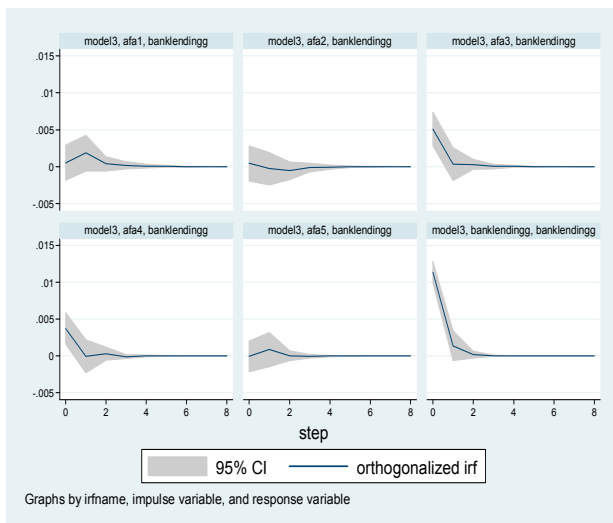 model3, afa1, banklendingg
model3, afa2, banklendingg
model3, afa3, banklendingg
.015
.01
.005
0
-.005
model3, afa4, banklendingg
model3, afa5, banklendingg
model3, banklendingg, banklendingg
.015
.01
.005
0
-.005
0 2 4 6 8
0 2 4 6 8
0 2 4 6 8
step
95% CI
orthogonalized irf
Graphs by irfname, impulse variable, and response variable